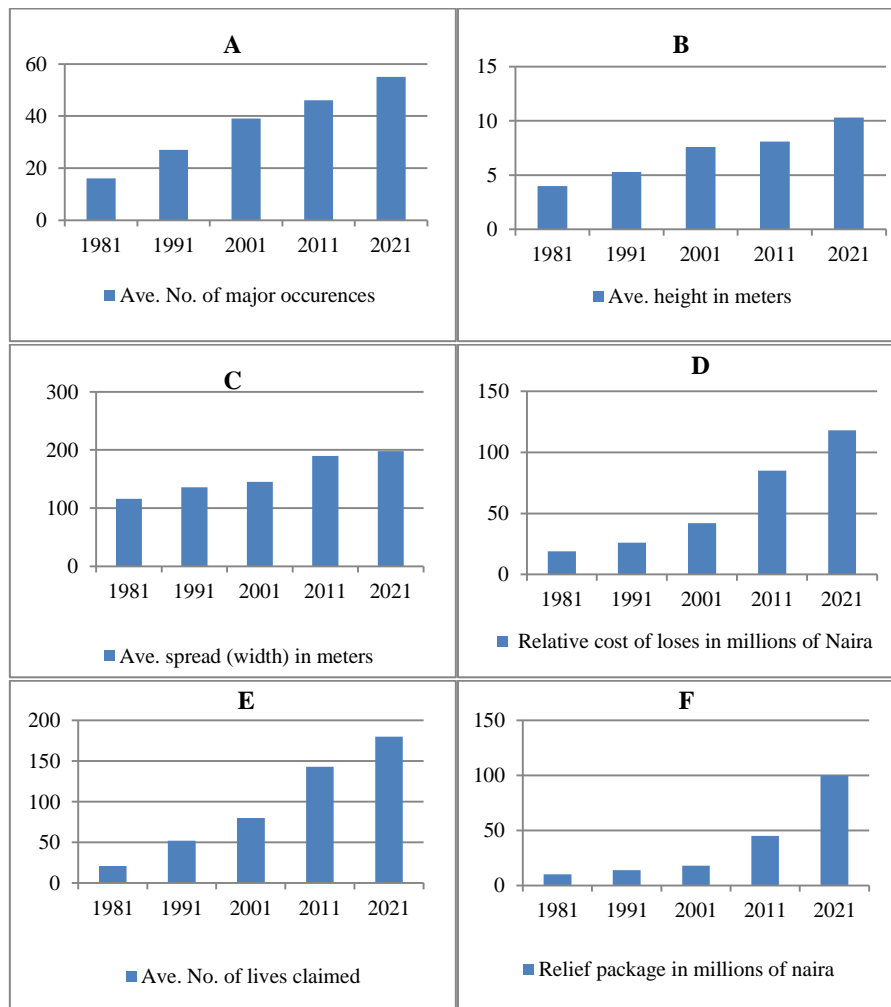 A
60
40
20
0
1981 1991 2001 2011 2021
Ave. No. of major occurences
B
15
10
5
0
1981 1991 2001 2011 2021
Ave. height in meters
C
300
200
100
0
1981 1991 2001 2011 2021
Ave. spread (width) in meters
D
150
100
50
0
1981 1991 2001 2011 2021
Relative cost of loses in millions of Naira
E
200
150
100
50
0
1981 1991 2001 2011 2021
Ave. No. of lives claimed
F
150
100
50
0
1981 1991 2001 2011 2021
Relief package in millions of naira